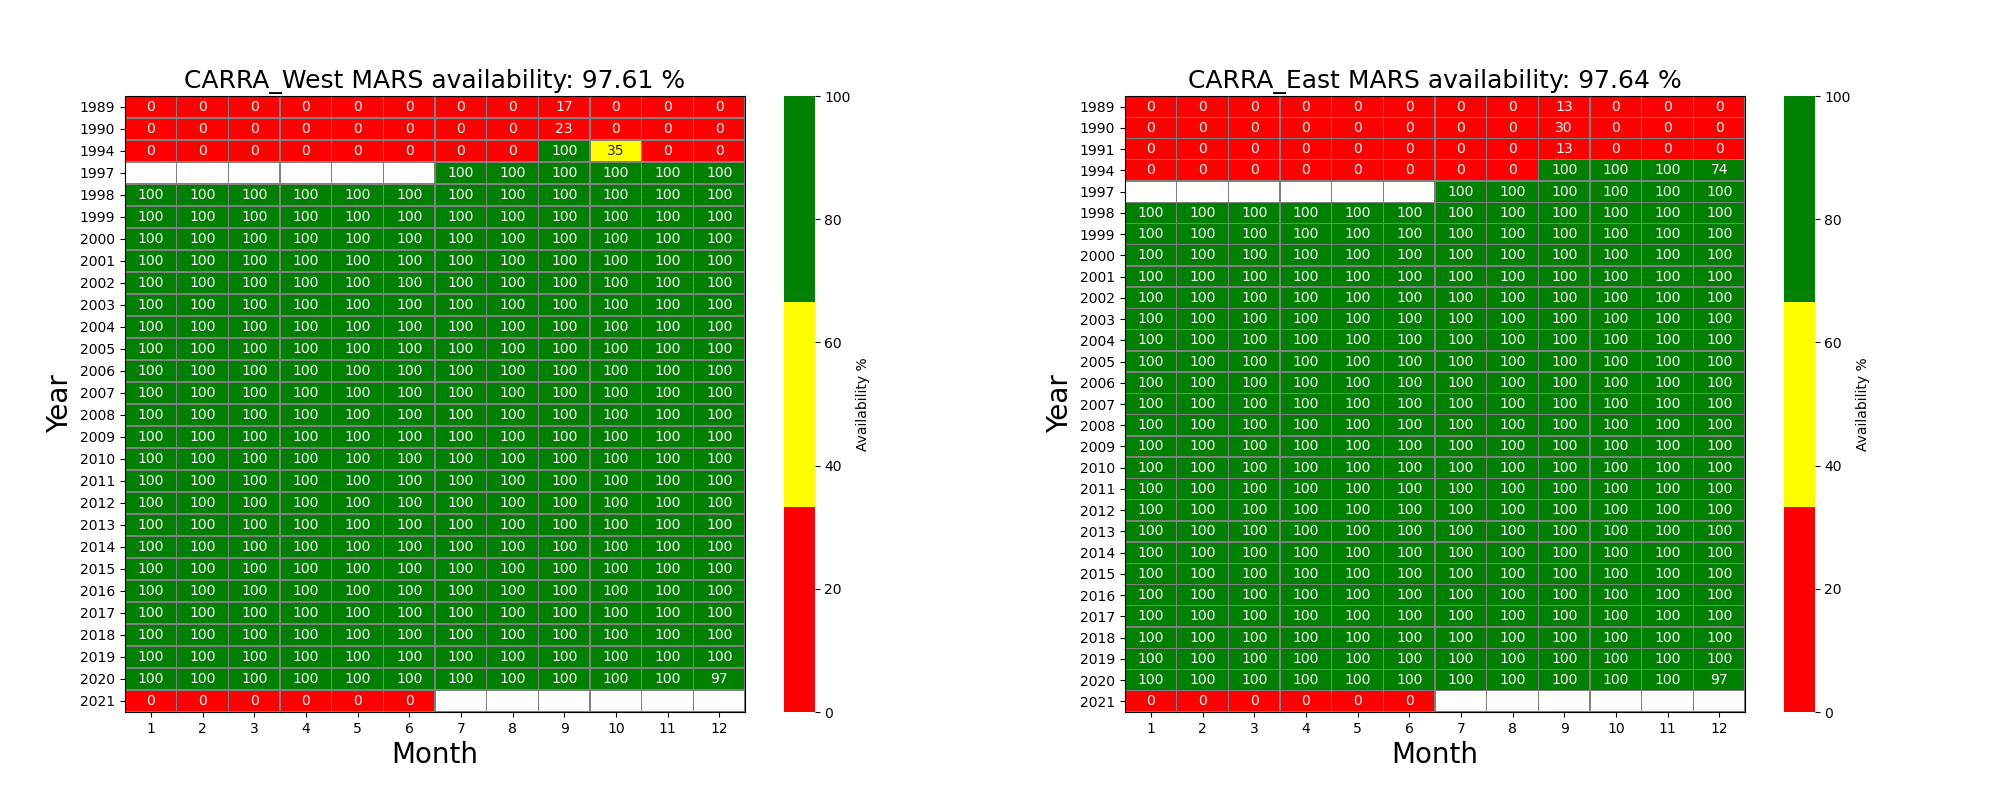 CARRA_West MARS availability: 97.61 %
1989 0 0 0 0 0 0 0 0 17 0 0 0
1990 0 0 0 0 0 0 0 0 23 0 0 0
1994 0 0 0 0 0 0 0 0 100 35 0 0
1997 100 100 100 100 100 100
1998 100 100 100 100 100 100 100 100 100 100 100 100
1999 100 100 100 100 100 100 100 100 100 100 100 100
2000 100 100 100 100 100 100 100 100 100 100 100 100
2001 100 100 100 100 100 100 100 100 100 100 100 100
2002 100 100 100 100 100 100 100 100 100 100 100 100
2003 100 100 100 100 100 100 100 100 100 100 100 100
2004 100 100 100 100 100 100 100 100 100 100 100 100
2005 100 100 100 100 100 100 100 100 100 100 100 100
2006 100 100 100 100 100 100 100 100 100 100 100 100
2007 100 100 100 100 100 100 100 100 100 100 100 100
2008 100 100 100 100 100 100 100 100 100 100 100 100
2009 100 100 100 100 100 100 100 100 100 100 100 100
2010 100 100 100 100 100 100 100 100 100 100 100 100
2011 100 100 100 100 100 100 100 100 100 100 100 100
2012 100 100 100 100 100 100 100 100 100 100 100 100
2013 100 100 100 100 100 100 100 100 100 100 100 100
2014 100 100 100 100 100 100 100 100 100 100 100 100
2015 100 100 100 100 100 100 100 100 100 100 100 100
2016 100 100 100 100 100 100 100 100 100 100 100 100
2017 100 100 100 100 100 100 100 100 100 100 100 100
2018 100 100 100 100 100 100 100 100 100 100 100 100
2019 100 100 100 100 100 100 100 100 100 100 100 100
2020 100 100 100 100 100 100 100 100 100 100 100 97
2021 0 0 0 0 0 0
1 2 3 4 5 6 7 8 9 10 11 12
Month
Year
100
80
60
40
20
0
Availability %
CARRA_East MARS availability: 97.64 %
1989 0 0 0 0 0 0 0 0 13 0 0 0
1990 0 0 0 0 0 0 0 0 30 0 0 0
1991 0 0 0 0 0 0 0 0 13 0 0 0
1994 0 0 0 0 0 0 0 0 100 100 100 74
1997 100 100 100 100 100 100
1998 100 100 100 100 100 100 100 100 100 100 100 100
1999 100 100 100 100 100 100 100 100 100 100 100 100
2000 100 100 100 100 100 100 100 100 100 100 100 100
2001 100 100 100 100 100 100 100 100 100 100 100 100
2002 100 100 100 100 100 100 100 100 100 100 100 100
2003 100 100 100 100 100 100 100 100 100 100 100 100
2004 100 100 100 100 100 100 100 100 100 100 100 100
2005 100 100 100 100 100 100 100 100 100 100 100 100
2006 100 100 100 100 100 100 100 100 100 100 100 100
2007 100 100 100 100 100 100 100 100 100 100 100 100
2008 100 100 100 100 100 100 100 100 100 100 100 100
2009 100 100 100 100 100 100 100 100 100 100 100 100
2010 100 100 100 100 100 100 100 100 100 100 100 100
2011 100 100 100 100 100 100 100 100 100 100 100 100
2012 100 100 100 100 100 100 100 100 100 100 100 100
2013 100 100 100 100 100 100 100 100 100 100 100 100
2014 100 100 100 100 100 100 100 100 100 100 100 100
2015 100 100 100 100 100 100 100 100 100 100 100 100
2016 100 100 100 100 100 100 100 100 100 100 100 100
2017 100 100 100 100 100 100 100 100 100 100 100 100
2018 100 100 100 100 100 100 100 100 100 100 100 100
2019 100 100 100 100 100 100 100 100 100 100 100 100
2020 100 100 100 100 100 100 100 100 100 100 100 97
2021 0 0 0 0 0 0
1 2 3 4 5 6 7 8 9 10 11 12
Month
Year
100
80
60
40
20
0
Availability %